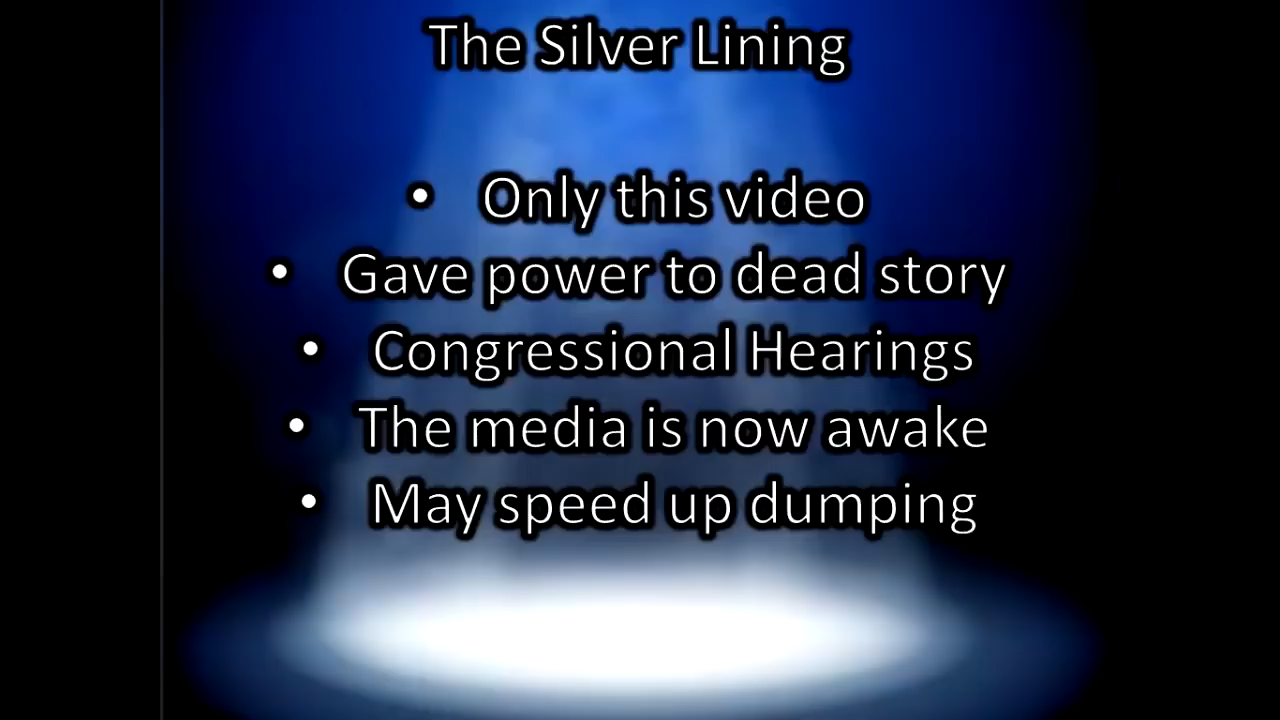 The Silver Lining
• Only this video
• Gave power to dead story
• Congressional Hearings
• The media is now awake
• May speed up dumping